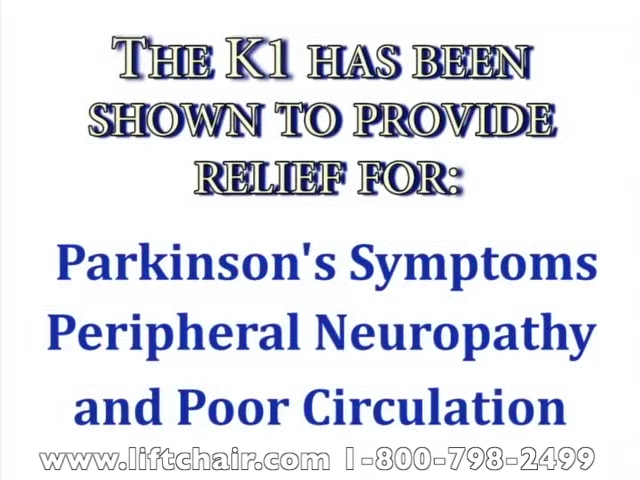 THE K1 HAS BEEN
SHOWN TO PROVIDE
RELIEF FOR:
Parkinson's Symptoms
Peripheral Neuropathy
and Poor Circulation
www.liftchair.com 1-800-798-2499